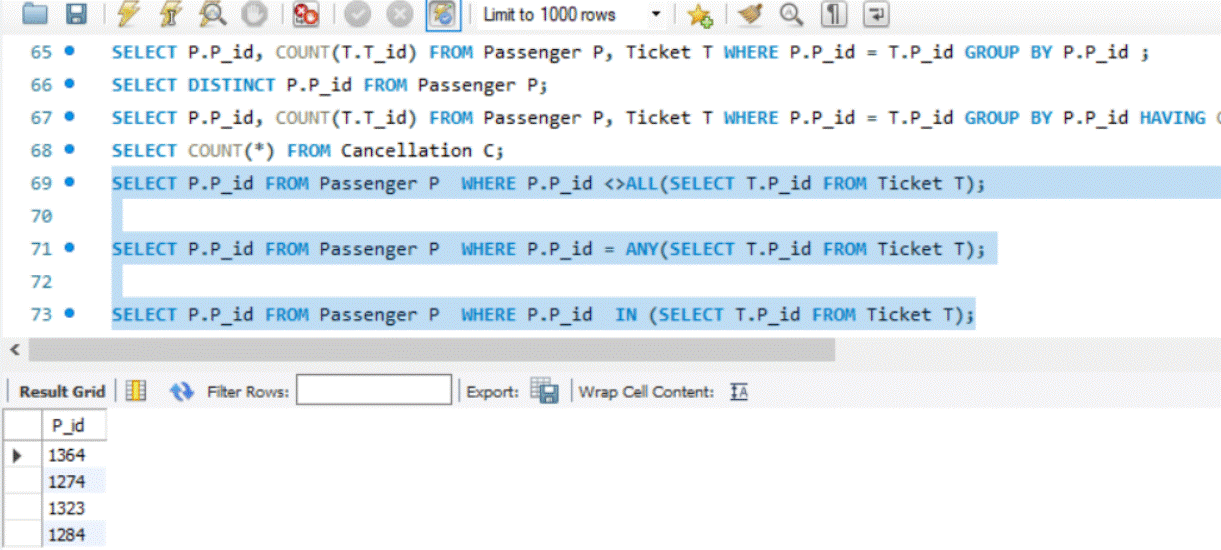 Limit to 1000 rows
65 SELECT P.P_id, COUNT(T.T_id) FROM Passenger P, Ticket T WHERE P.P_id = T.P_id GROUP BY P.P_id ;
66 SELECT DISTINCT P.P_id FROM Passenger P;
67 SELECT P.P_id, COUNT(T.T_id) FROM Passenger P, Ticket T WHERE P.P_id = T.P_id GROUP BY P.P_id HAVING
68 SELECT COUNT(*) FROM Cancellation C;
69 SELECT P.P_id FROM Passenger P  WHERE P.P_id <>ALL(SELECT T.P_id FROM Ticket T);
70
71 SELECT P.P_id FROM Passenger P  WHERE P.P_id = ANY(SELECT T.P_id FROM Ticket T);
72
73 SELECT P.P_id FROM Passenger P  WHERE P.P_id  IN (SELECT T.P_id FROM Ticket T);
Result Grid Filter Rows: Export: Wrap Cell Content:
P_id
1364
1274
1323
1284